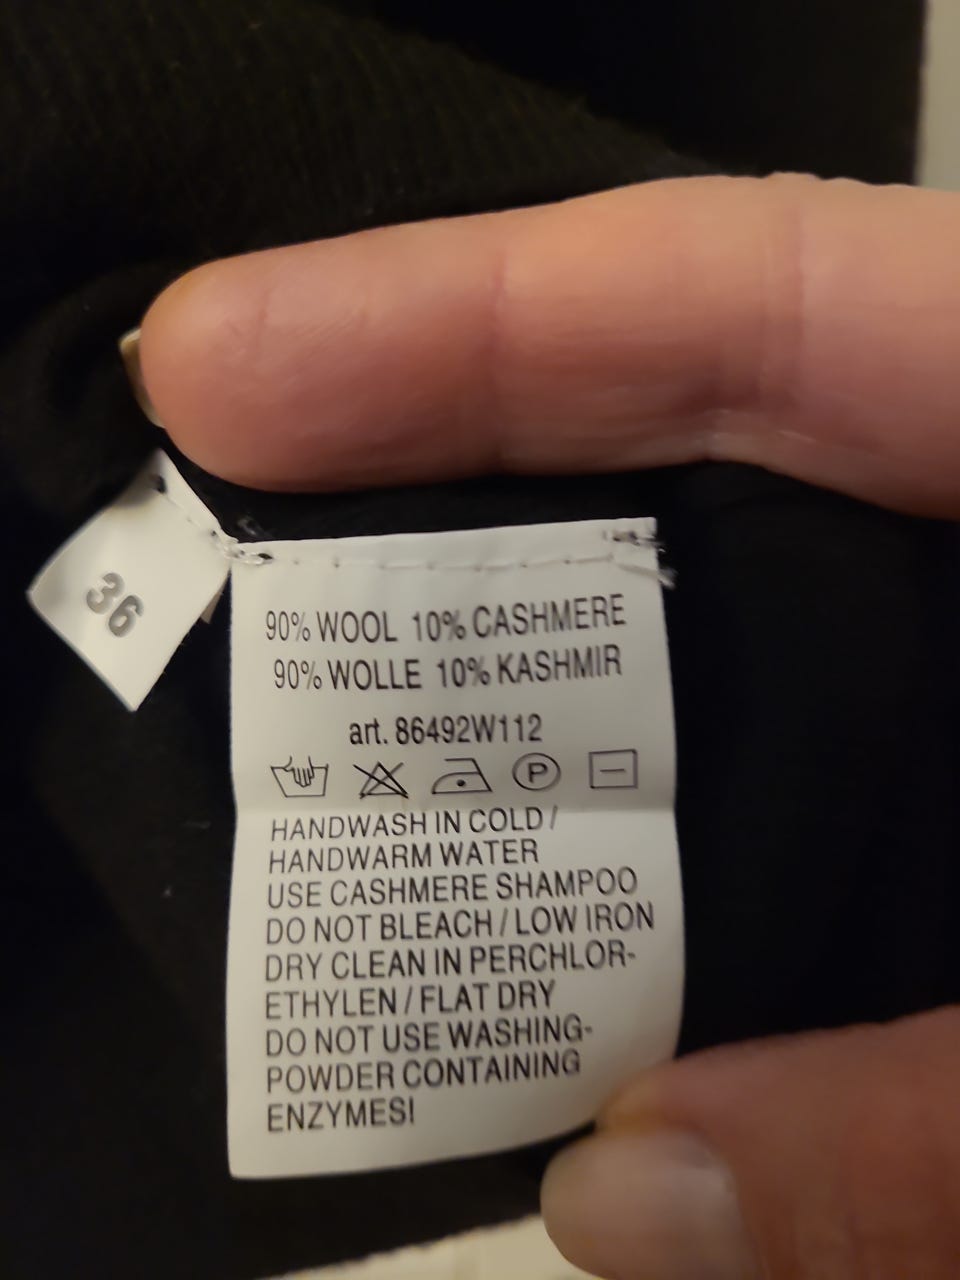 36
90% WOOL 10% CASHMERE
90% WOLLE 10% KASHMIR
art. 86492W112
P
HANDWASH IN COLD /
HANDWARM WATER
USE CASHMERE SHAMPOO
DO NOT BLEACH / LOW IRON
DRY CLEAN IN PERCHLOR-
ETHYLEN / FLAT DRY
DO NOT USE WASHING-
POWDER CONTAINING
ENZYMES!